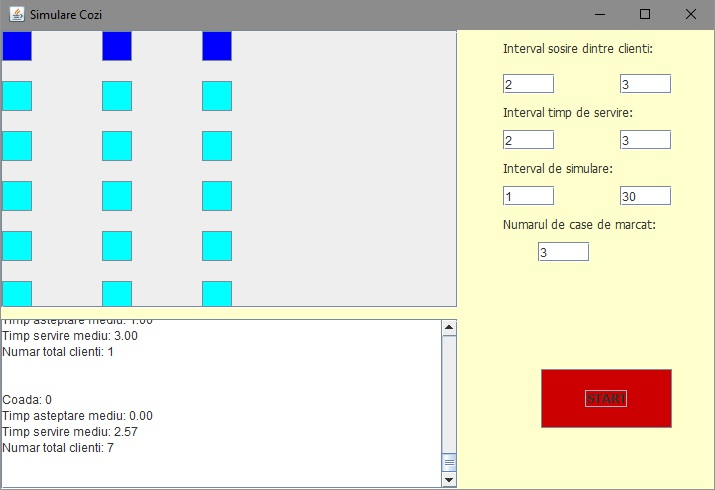 Simulare Cozi
Interval sosire dintre clienti:
2 3
Interval timp de servire:
2 3
Interval de simulare:
1 30
Numarul de case de marcat:
3
Timp asteptare mediu: 1.00
Timp servire mediu: 3.00
Numar total clienti: 1
Coada: 0
Timp asteptare mediu: 0.00
Timp servire mediu: 2.57
Numar total clienti: 7
START